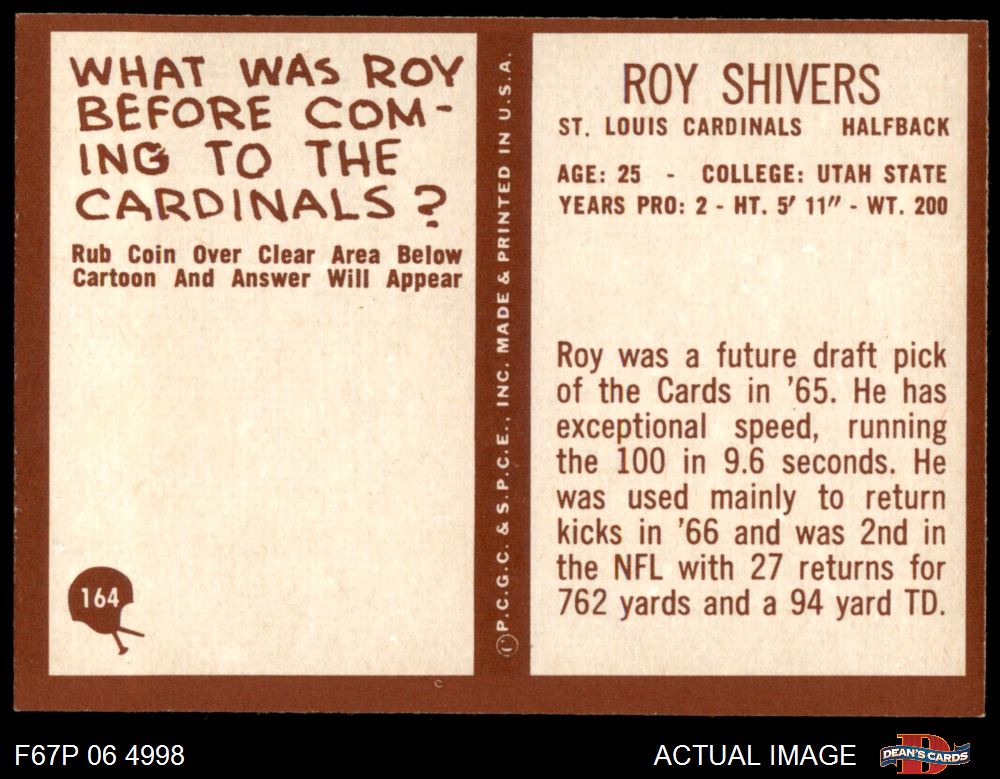 WHAT WAS ROY
BEFORE COM-
ING TO THE
CARDINALS?
Rub Coin Over Clear Area Below
Cartoon And Answer Will Appear
164
©P.C.G.C. & S.P.C.E., INC. MADE & PRINTED IN U.S.A.
ROY SHIVERS
ST. LOUIS CARDINALS HALFBACK
AGE: 25 - COLLEGE: UTAH STATE
YEARS PRO: 2 - HT. 5' 11" - WT. 200
Roy was a future draft pick
of the Cards in '65. He has
exceptional speed, running
the 100 in 9.6 seconds. He
was used mainly to return
kicks in '66 and was 2nd in
the NFL with 27 returns for
762 yards and a 94 yard TD.
F67P 06 4998
ACTUAL IMAGE
DEAN'S CARDS